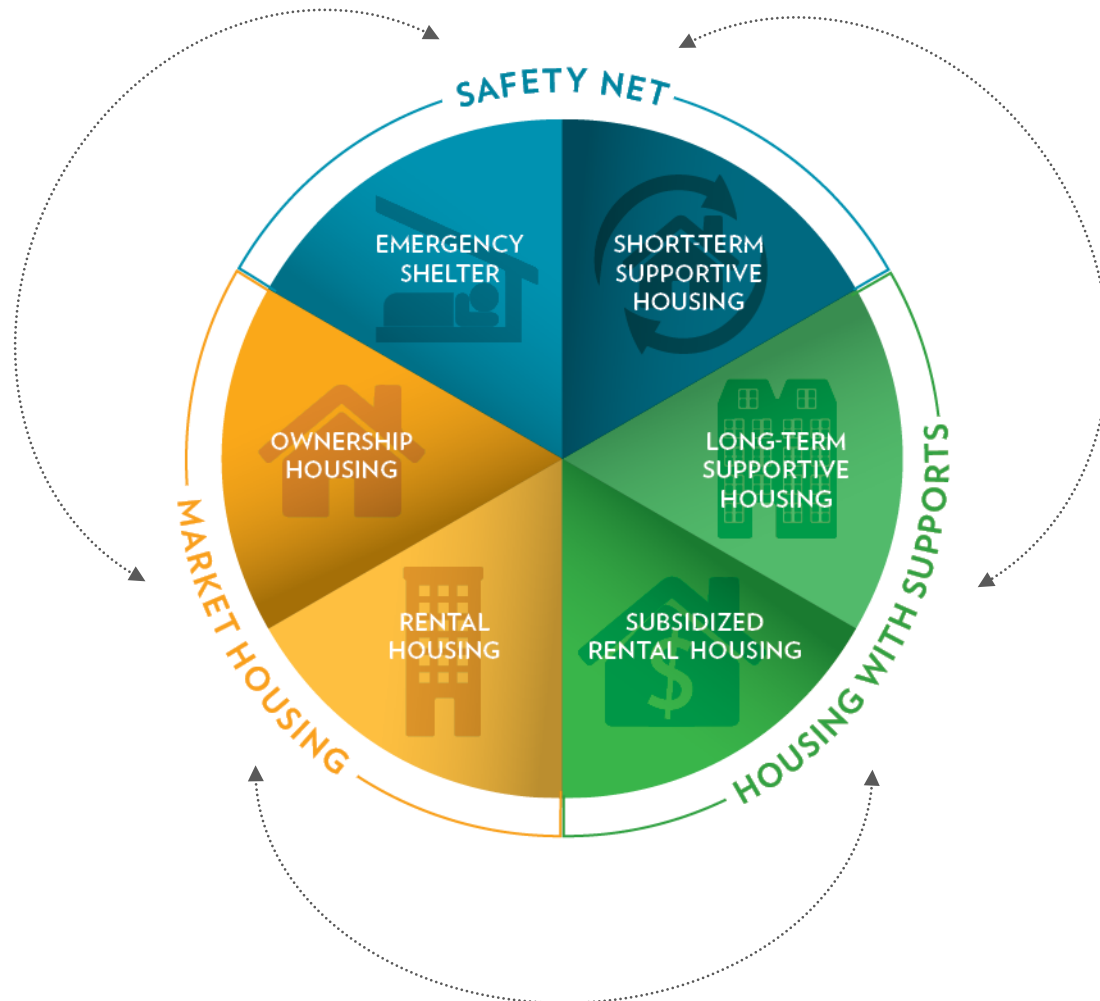 SAFETY NET
EMERGENCY
SHELTER
SHORT-TERM
SUPPORTIVE
HOUSING
OWNERSHIP
HOUSING
LONG-TERM
SUPPORTIVE
HOUSING
RENTAL
HOUSING
SUBSIDIZED
RENTAL HOUSING
$
MARKET HOUSING
HOUSING WITH SUPPORTS